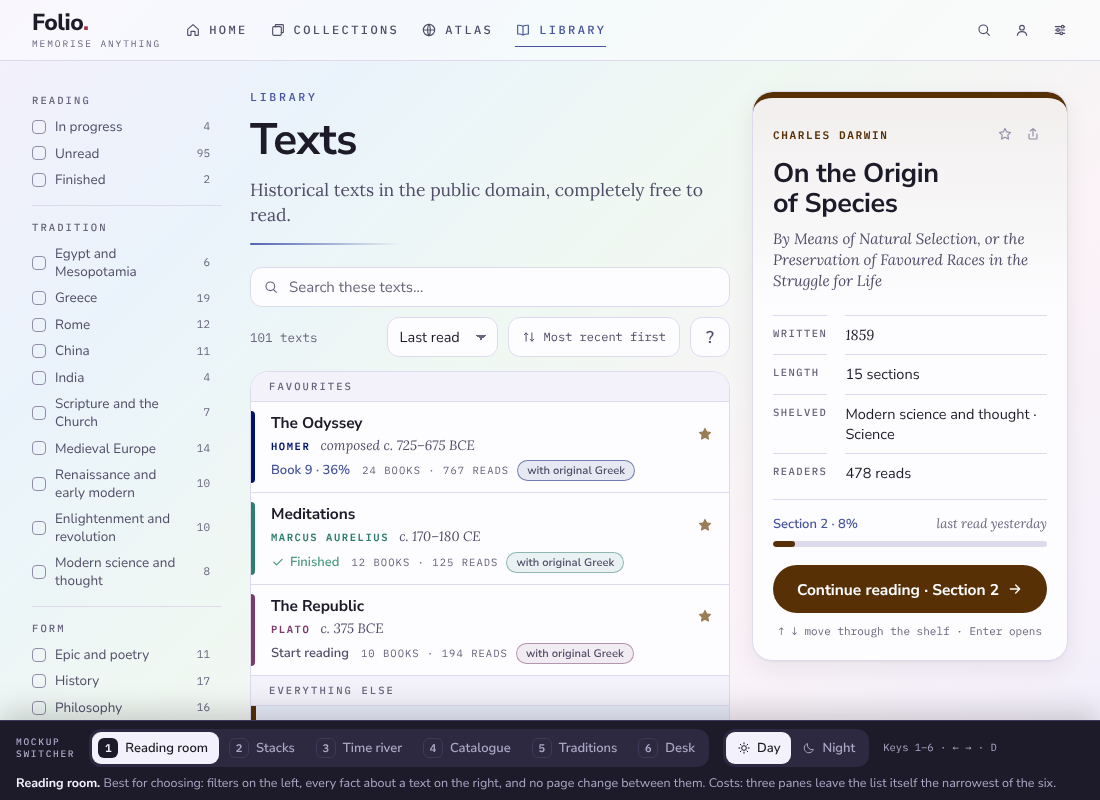 Folio.
MEMORISE ANYTHING
HOME
COLLECTIONS
ATLAS
LIBRARY
READING
In progress 4
Unread 95
Finished 2
TRADITION
Egypt and
Mesopotamia 6
Greece 19
Rome 12
China 11
India 4
Scripture and the
Church 7
Medieval Europe 14
Renaissance and
early modern 10
Enlightenment and
revolution 10
Modern science and
thought 8
FORM
Epic and poetry 11
History 17
Philosophy 16
LIBRARY
Texts
Historical texts in the public domain, completely free to
read.
Search these texts...
101 texts
Last read
Most recent first
?
FAVOURITES
The Odyssey
HOMER composed c. 725–675 BCE
Book 9 · 36% 24 BOOKS · 767 READS with original Greek
Meditations
MARCUS AURELIUS c. 170–180 CE
Finished 12 BOOKS · 125 READS with original Greek
The Republic
PLATO c. 375 BCE
Start reading 10 BOOKS · 194 READS with original Greek
EVERYTHING ELSE
CHARLES DARWIN
On the Origin
of Species
By Means of Natural Selection, or the
Preservation of Favoured Races in the
Struggle for Life
WRITTEN 1859
LENGTH 15 sections
SHELVED Modern science and thought ·
Science
READERS 478 reads
Section 2 · 8% last read yesterday
Continue reading · Section 2 →
↑ ↓ move through the shelf · Enter opens
MOCKUP
SWITCHER
1 Reading room
2 Stacks
3 Time river
4 Catalogue
5 Traditions
6 Desk
Day
Night
Keys 1–6 · ← → · D
Reading room. Best for choosing: filters on the left, every fact about a text on the right, and no page change between them. Costs: three panes leave the list itself the narrowest of the six.